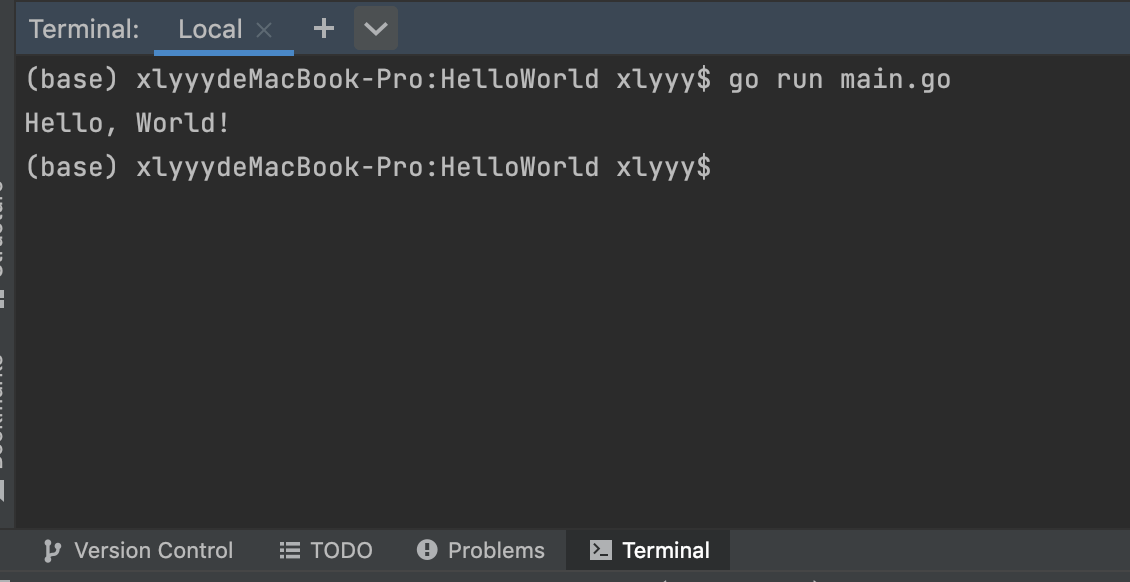 Terminal: Local × +
(base) xlyyydeMacBook-Pro:HelloWorld xlyyy$ go run main.go
Hello, World!
(base) xlyyydeMacBook-Pro:HelloWorld xlyyy$
Version Control TODO Problems Terminal